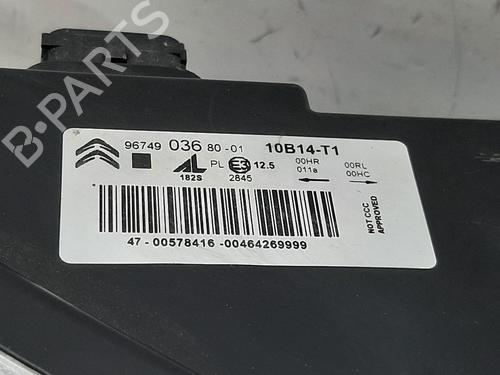 B-PARTS
96749 036 80-01 10B14-T1
AL PL E3 12.5 00HR 00RL
182S 2845 011a 00HC
NOT CCC
APPROVED
47 - 00578416 - 00464269999